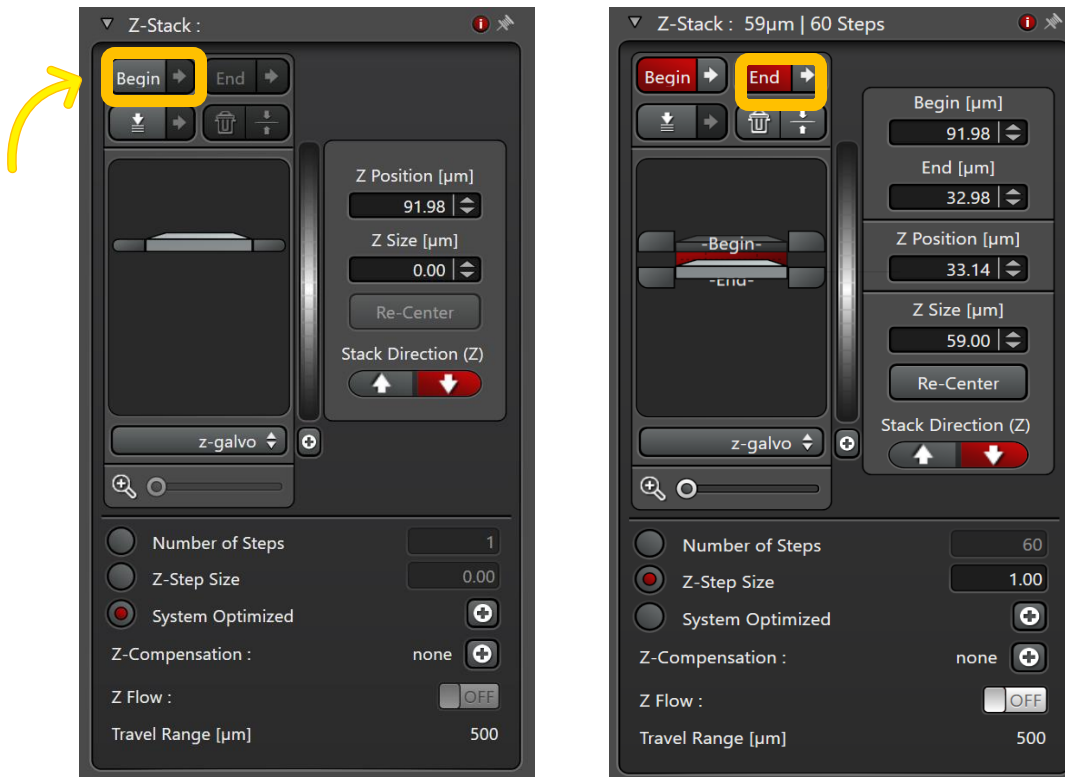 Z-Stack :
Begin End
Z Position [µm]
91.98
Z Size [µm]
0.00
Re-Center
Stack Direction (Z)
z-galvo
Number of Steps 1
Z-Step Size 0.00
System Optimized
Z-Compensation : none
Z Flow : OFF
Travel Range [µm] 500
Z-Stack : 59µm | 60 Steps
Begin End
Begin [µm]
91.98
End [µm]
32.98
-Begin-
-End-
Z Position [µm]
33.14
Z Size [µm]
59.00
Re-Center
Stack Direction (Z)
z-galvo
Number of Steps 60
Z-Step Size 1.00
System Optimized
Z-Compensation : none
Z Flow : OFF
Travel Range [µm] 500